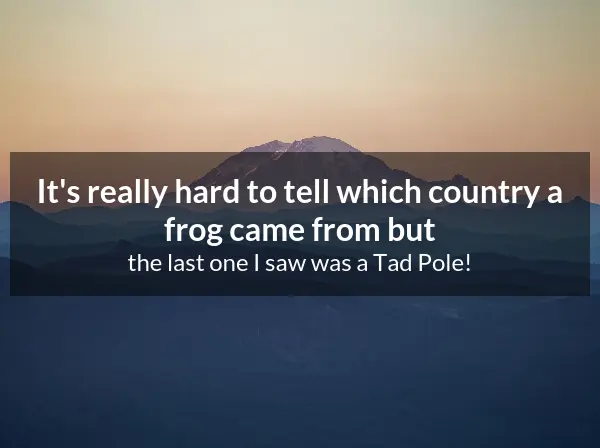 It's really hard to tell which country a
frog came from but
the last one I saw was a Tad Pole!